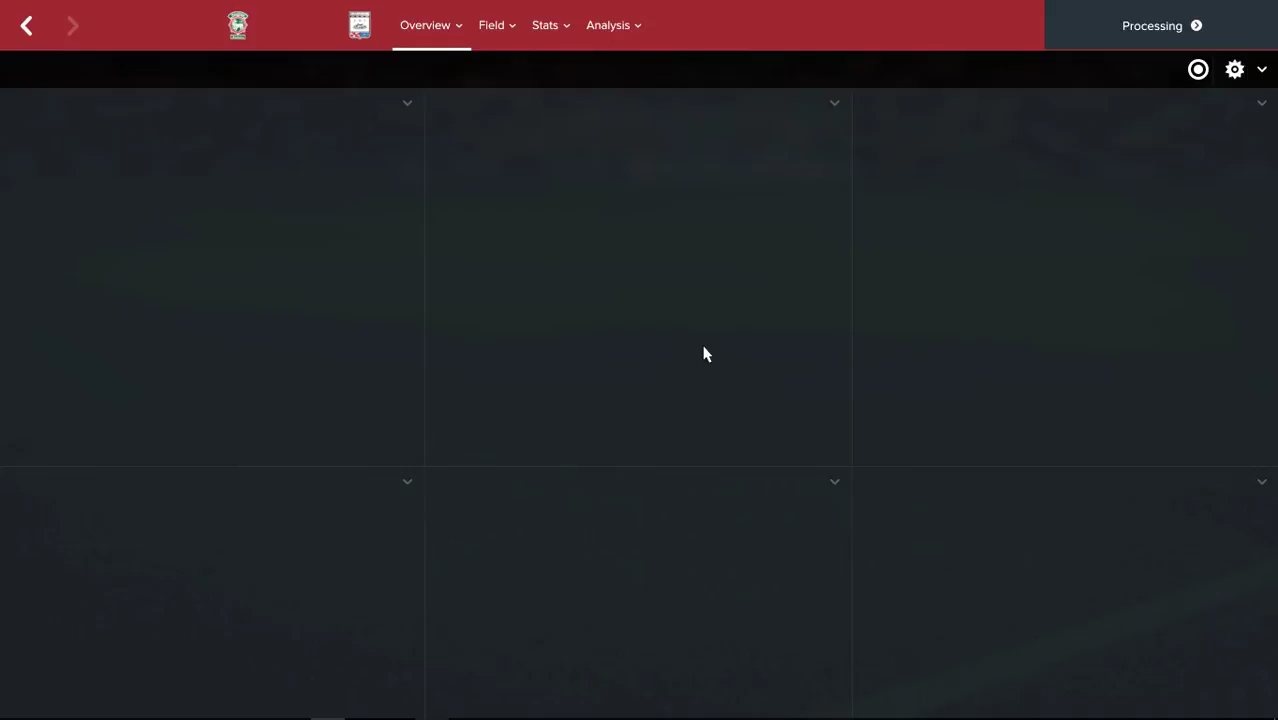 Overview
Field
Stats
Analysis
Processing